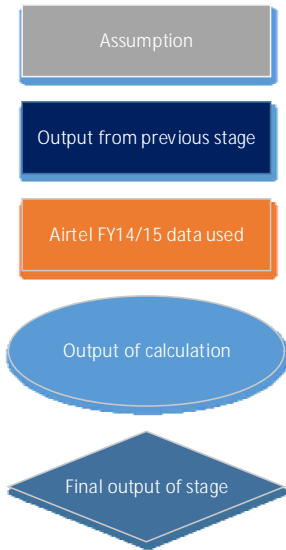 Assumption
Output from previous stage
Airtel FY14/15 data used
Output of calculation
Final output of stage